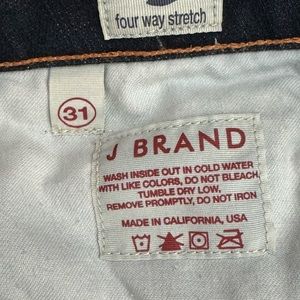 four way stretch
31
J BRAND
WASH INSIDE OUT IN COLD WATER
WITH LIKE COLORS, DO NOT BLEACH,
TUMBLE DRY LOW,
REMOVE PROMPTLY, DO NOT IRON
MADE IN CALIFORNIA, USA